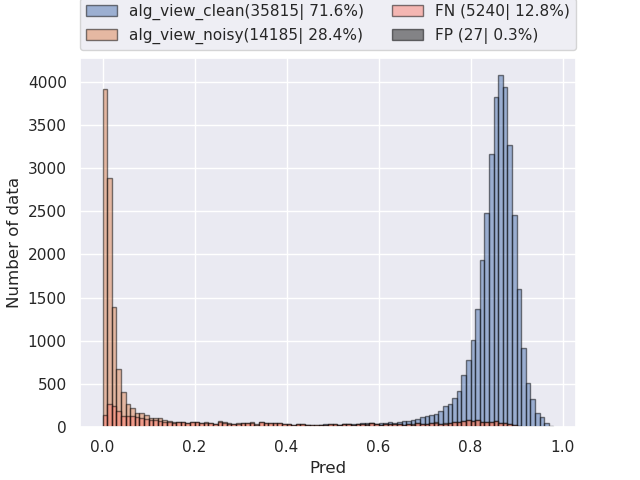 alg_view_clean(35815| 71.6%)
alg_view_noisy(14185| 28.4%)
FN (5240| 12.8%)
FP (27| 0.3%)
Number of data
4000
3500
3000
2500
2000
1500
1000
500
0
0.0 0.2 0.4 0.6 0.8 1.0
Pred